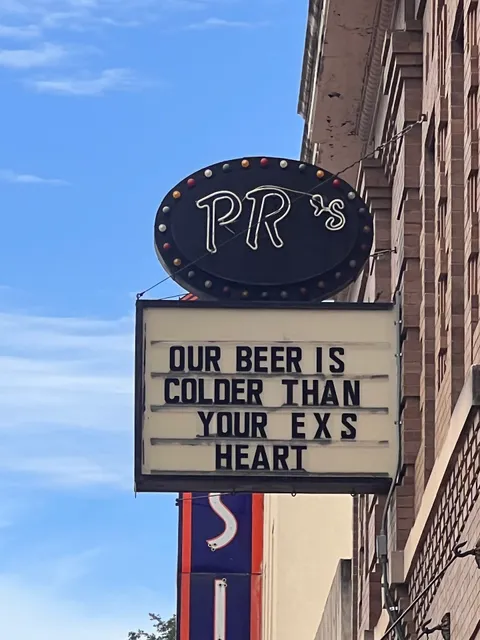 PR'S
OUR BEER IS
COLDER THAN
YOUR EXS
HEART
S
I